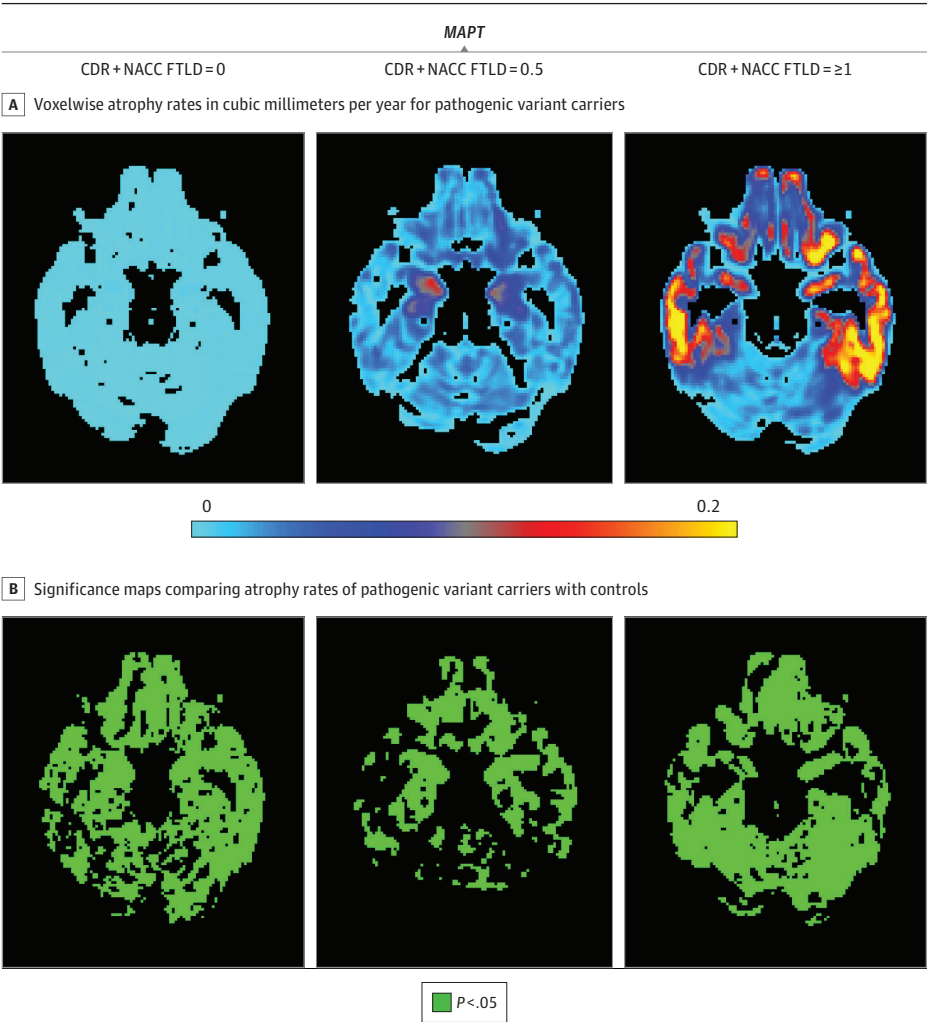 MAPT
CDR + NACC FTLD = 0
CDR + NACC FTLD = 0.5
CDR + NACC FTLD = ≥1
A Voxelwise atrophy rates in cubic millimeters per year for pathogenic variant carriers
0
0.2
B Significance maps comparing atrophy rates of pathogenic variant carriers with controls
P<.05